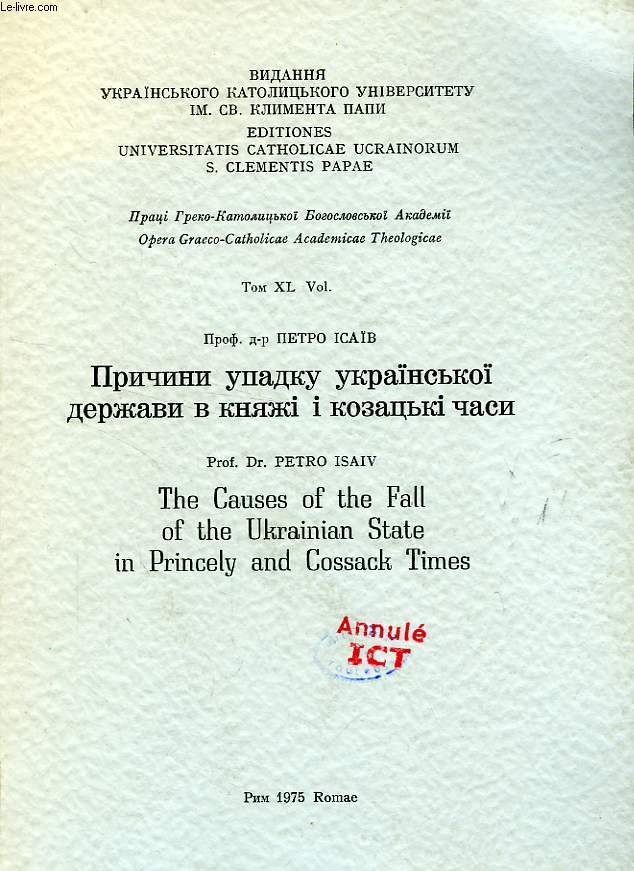 Le-livre.com
ВИДАННЯ
УКРАЇНСЬКОГО КАТОЛИЦЬКОГО УНІВЕРСИТЕТУ
ІМ. СВ. КЛИМЕНТА ПАПИ
EDITIONES
UNIVERSITATIS CATHOLICAE UCRAINORUM
S. CLEMENTIS PAPAE
Праці Греко-Католицької Богословської Академії
Opera Graeco-Catholicae Academicae Theologicae
Том XL Vol.
Проф. д-р ПЕТРО ІСАЇВ
Причини упадку української
держави в княжі і козацькі часи
Prof. Dr. PETRO ISAIV
The Causes of the Fall
of the Ukrainian State
in Princely and Cossack Times
Annulé
ICT
Рим 1975 Romae